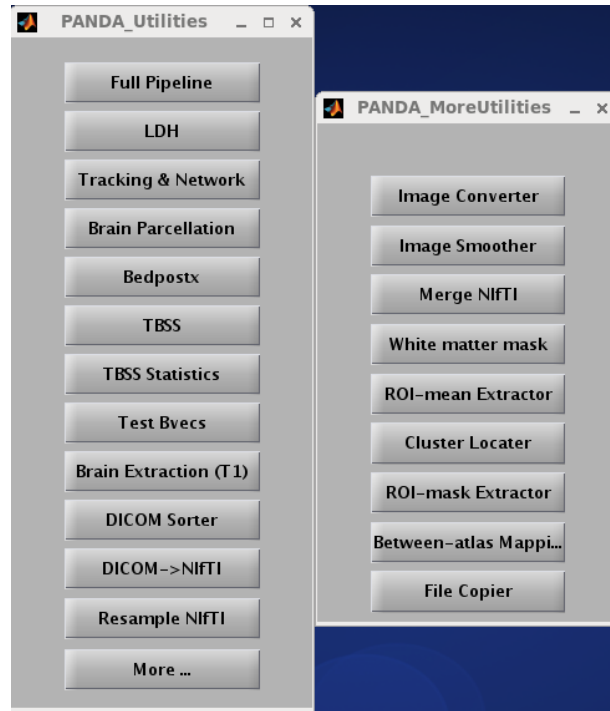 PANDA_Utilities
Full Pipeline
LDH
Tracking & Network
Brain Parcellation
Bedpostx
TBSS
TBSS Statistics
Test Bvecs
Brain Extraction (T1)
DICOM Sorter
DICOM->NIfTI
Resample NIfTI
More ...
PANDA_MoreUtilities
Image Converter
Image Smoother
Merge NIfTI
White matter mask
ROI-mean Extractor
Cluster Locater
ROI-mask Extractor
Between-atlas Mappi...
File Copier